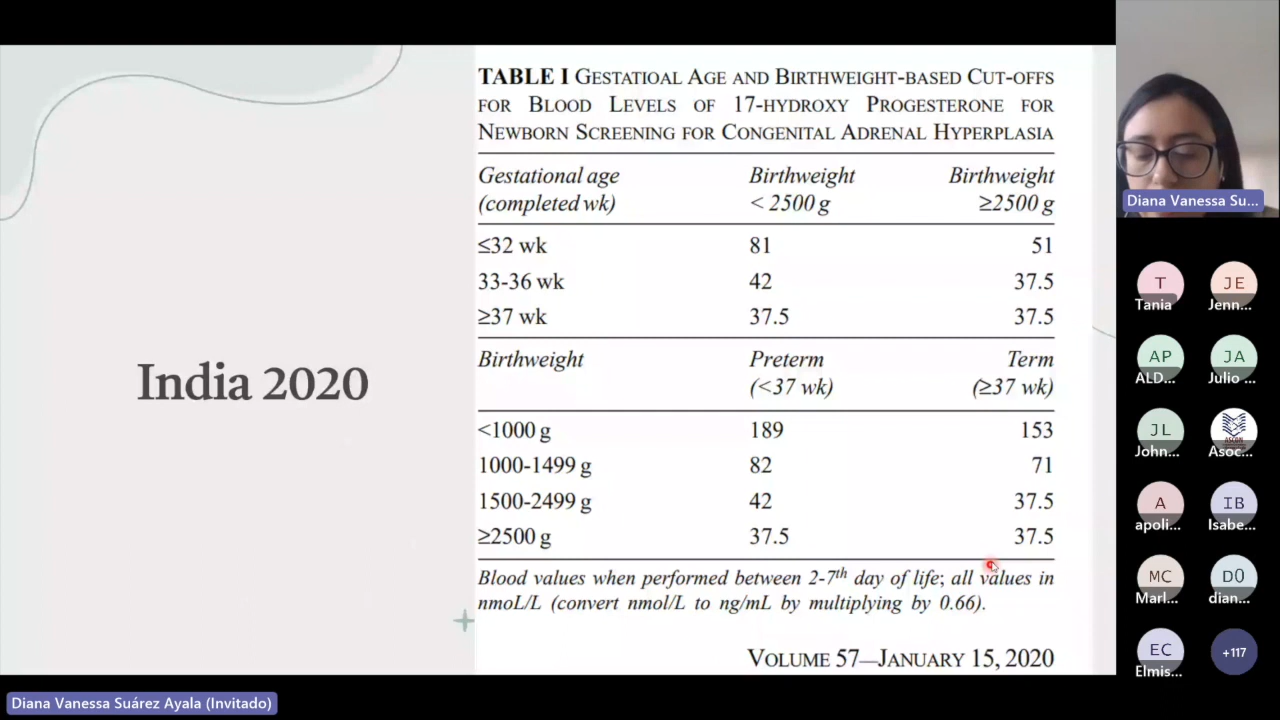 TABLE I GESTATIOAL AGE AND BIRTHWEIGHT-BASED CUT-OFFS
FOR BLOOD LEVELS OF 17-HYDROXY PROGESTERONE FOR
NEWBORN SCREENING FOR CONGENITAL ADRENAL HYPERPLASIA
Gestational age Birthweight Birthweight
(completed wk) < 2500 g ≥2500 g
≤32 wk 81 51
33-36 wk 42 37.5
≥37 wk 37.5 37.5
Birthweight Preterm Term
(<37 wk) (≥37 wk)
<1000 g 189 153
1000-1499 g 82 71
1500-2499 g 42 37.5
≥2500 g 37.5 37.5
Blood values when performed between 2-7th day of life; all values in
nmoL/L (convert nmol/L to ng/mL by multiplying by 0.66).
VOLUME 57—JANUARY 15, 2020
India 2020
Diana Vanessa Su...
T JE
Tania Jenn...
AP JA
ALD... Julio ...
JL
John... Asoc...
A IB
apoli... Isabe...
MC D0
Marl... dian...
EC +117
Elmis...
Diana Vanessa Suárez Ayala (Invitado)